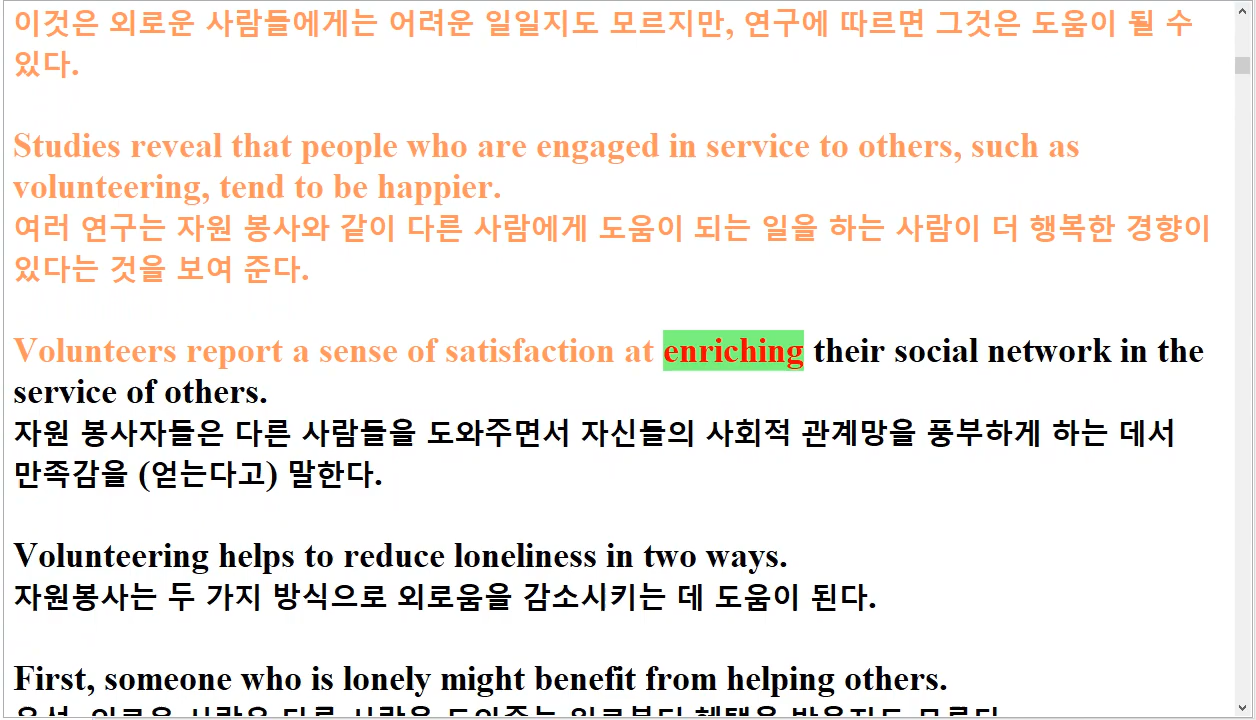 이것은 외로운 사람들에게는 어려운 일일지도 모르지만, 연구에 따르면 그것은 도움이 될 수
있다.
Studies reveal that people who are engaged in service to others, such as
volunteering, tend to be happier.
여러 연구는 자원 봉사와 같이 다른 사람에게 도움이 되는 일을 하는 사람이 더 행복한 경향이
있다는 것을 보여 준다.
Volunteers report a sense of satisfaction at enriching their social network in the
service of others.
자원 봉사자들은 다른 사람들을 도와주면서 자신들의 사회적 관계망을 풍부하게 하는 데서
만족감을 (얻는다고) 말한다.
Volunteering helps to reduce loneliness in two ways.
자원봉사는 두 가지 방식으로 외로움을 감소시키는 데 도움이 된다.
First, someone who is lonely might benefit from helping others.